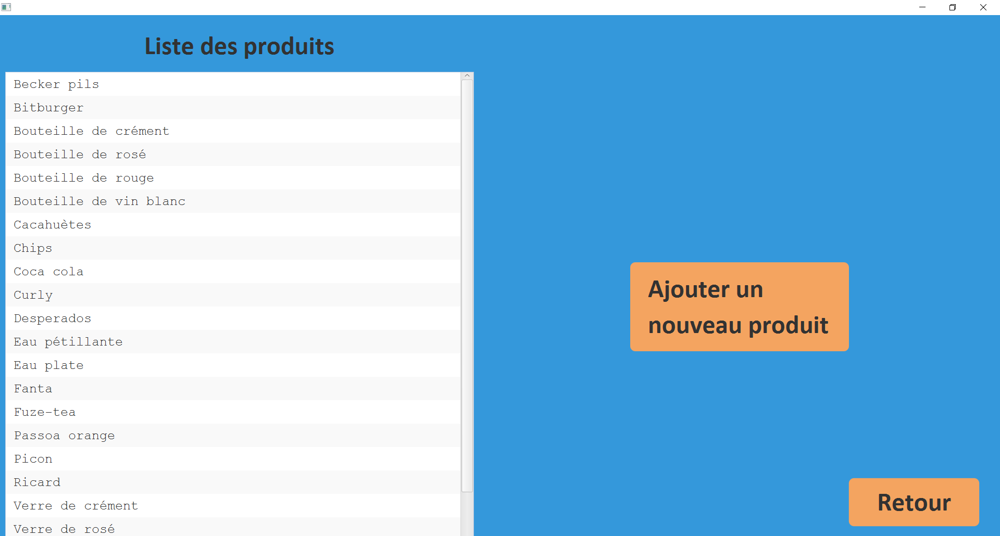 Liste des produits
Becker pils
Bitburger
Bouteille de crément
Bouteille de rosé
Bouteille de rouge
Bouteille de vin blanc
Cacahuètes
Chips
Coca cola
Curly
Desperados
Eau pétillante
Eau plate
Fanta
Fuze-tea
Passoa orange
Picon
Ricard
Verre de crément
Verre de rosé
Ajouter un
nouveau produit
Retour